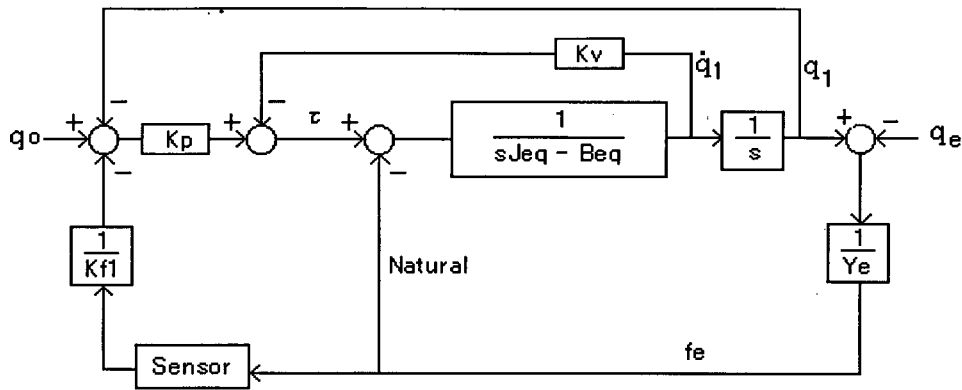 Kv
q̇1
q1
qo
+
−
−
Kp
+
−
τ
+
−
1
sJeq - Beq
1
s
+
−
qe
1
Kf1
Natural
1
Ye
fe
Sensor